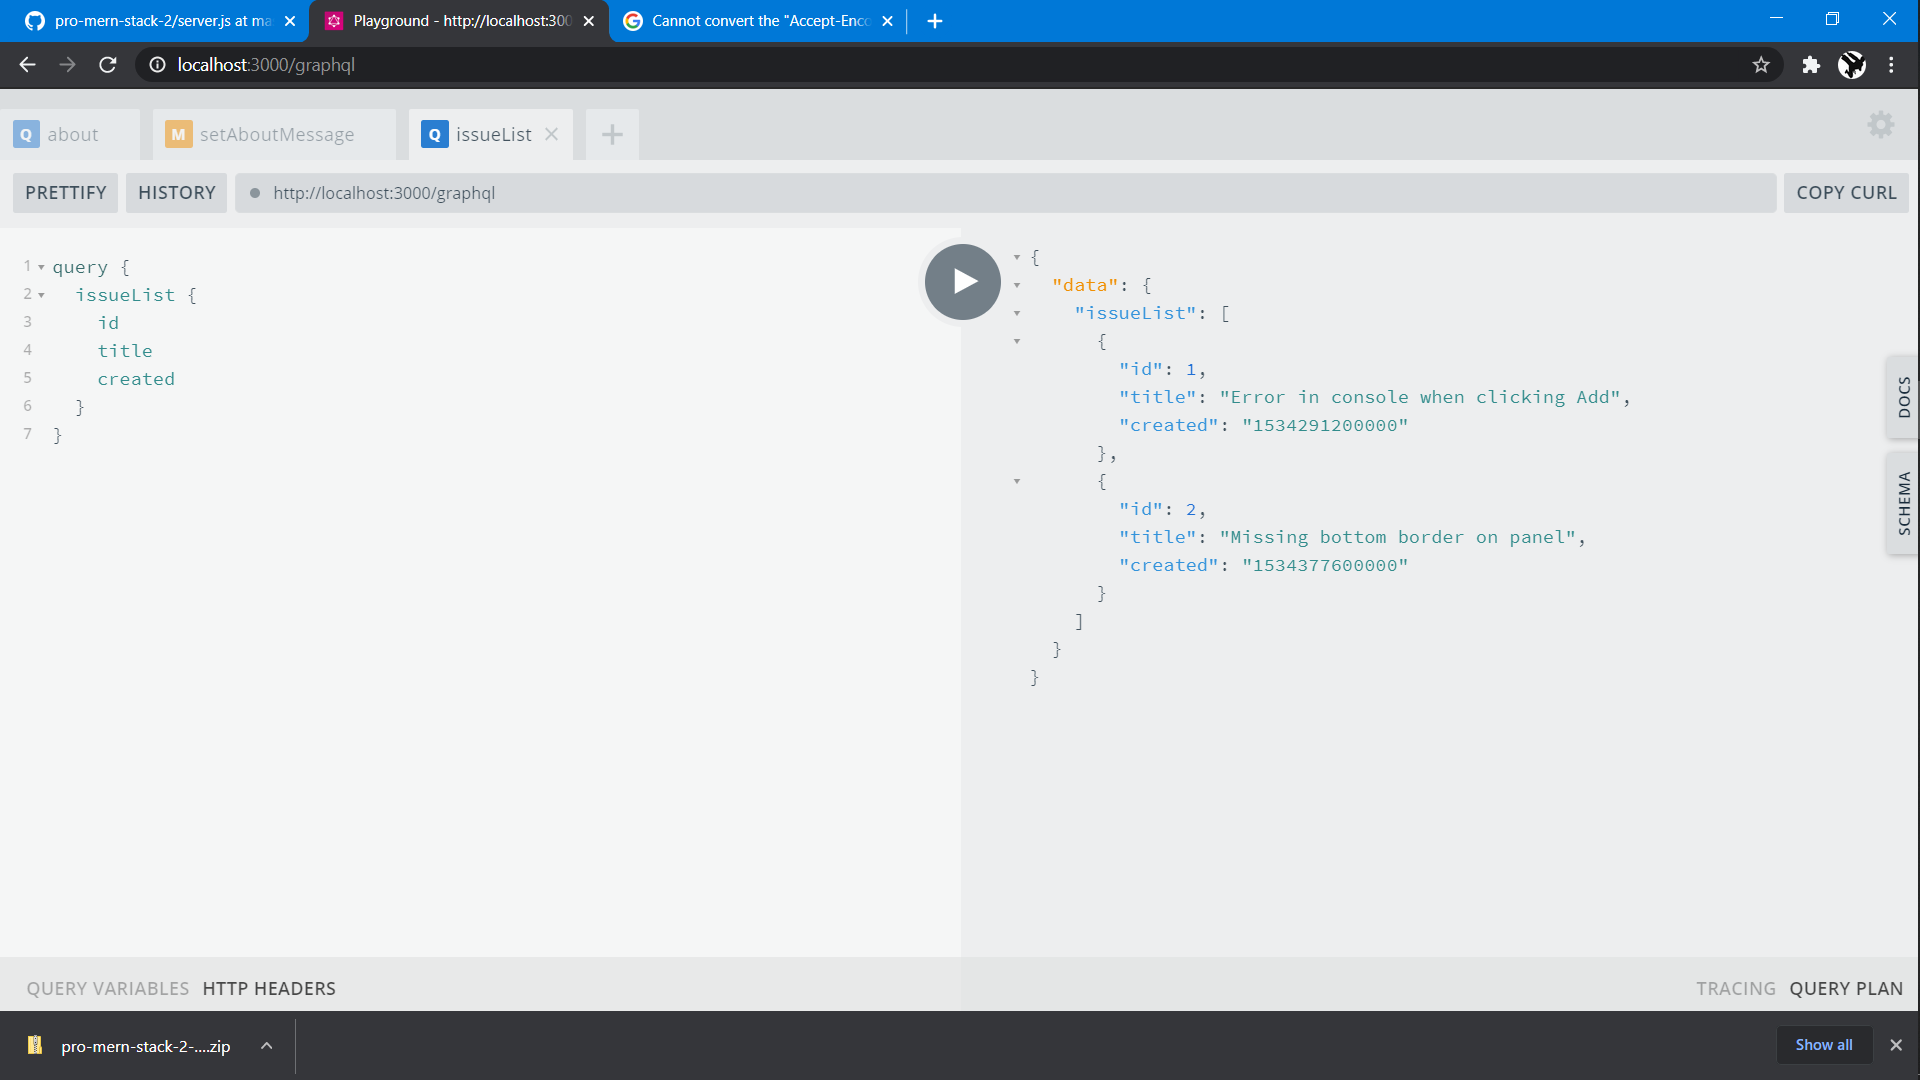 pro-mern-stack-2/server.js at ma
Playground - http://localhost:300
Cannot convert the "Accept-Enco
localhost:3000/graphql
Q about
M setAboutMessage
Q issueList
PRETTIFY
HISTORY
http://localhost:3000/graphql
COPY CURL
1 query {
2 issueList {
3 id
4 title
5 created
6 }
7 }
{
"data": {
"issueList": [
{
"id": 1,
"title": "Error in console when clicking Add",
"created": "1534291200000"
},
{
"id": 2,
"title": "Missing bottom border on panel",
"created": "1534377600000"
}
]
}
}
DOCS
SCHEMA
QUERY VARIABLES HTTP HEADERS
TRACING QUERY PLAN
pro-mern-stack-2-....zip
Show all